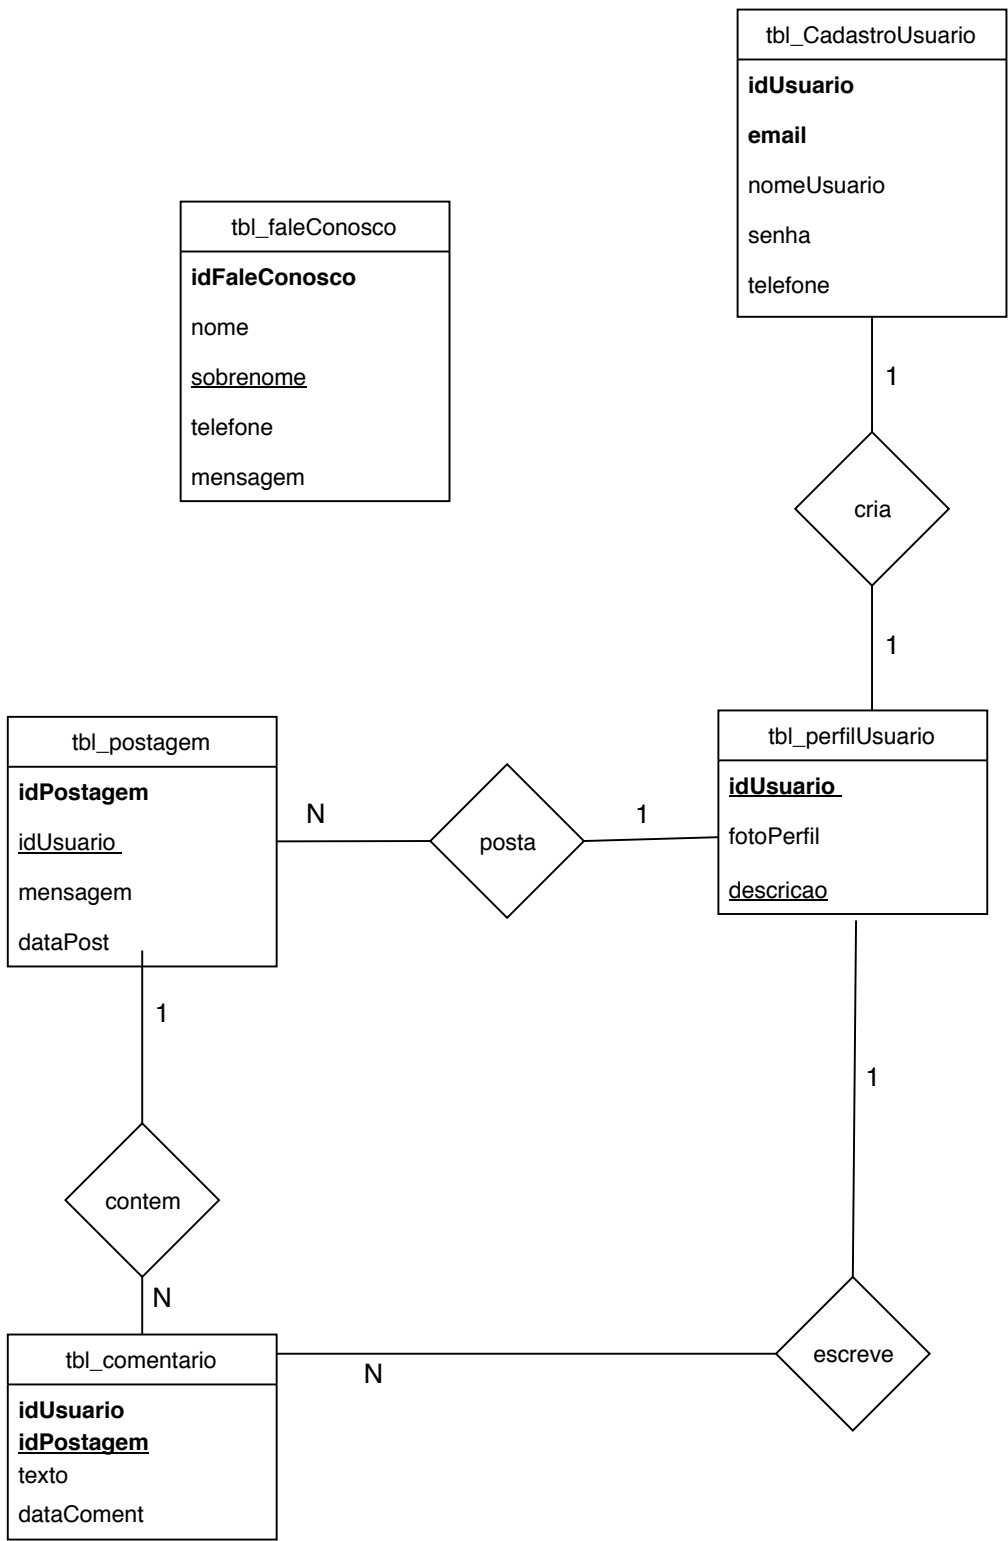 tbl_CadastroUsuario
idUsuario
email
nomeUsuario
senha
telefone
tbl_faleConosco
idFaleConosco
nome
sobrenome
telefone
mensagem
1
cria
1
tbl_postagem
idPostagem
idUsuario
mensagem
dataPost
N
posta
1
tbl_perfilUsuario
idUsuario
fotoPerfil
descricao
1
contem
N
1
escreve
N
tbl_comentario
idUsuario
idPostagem
texto
dataComent